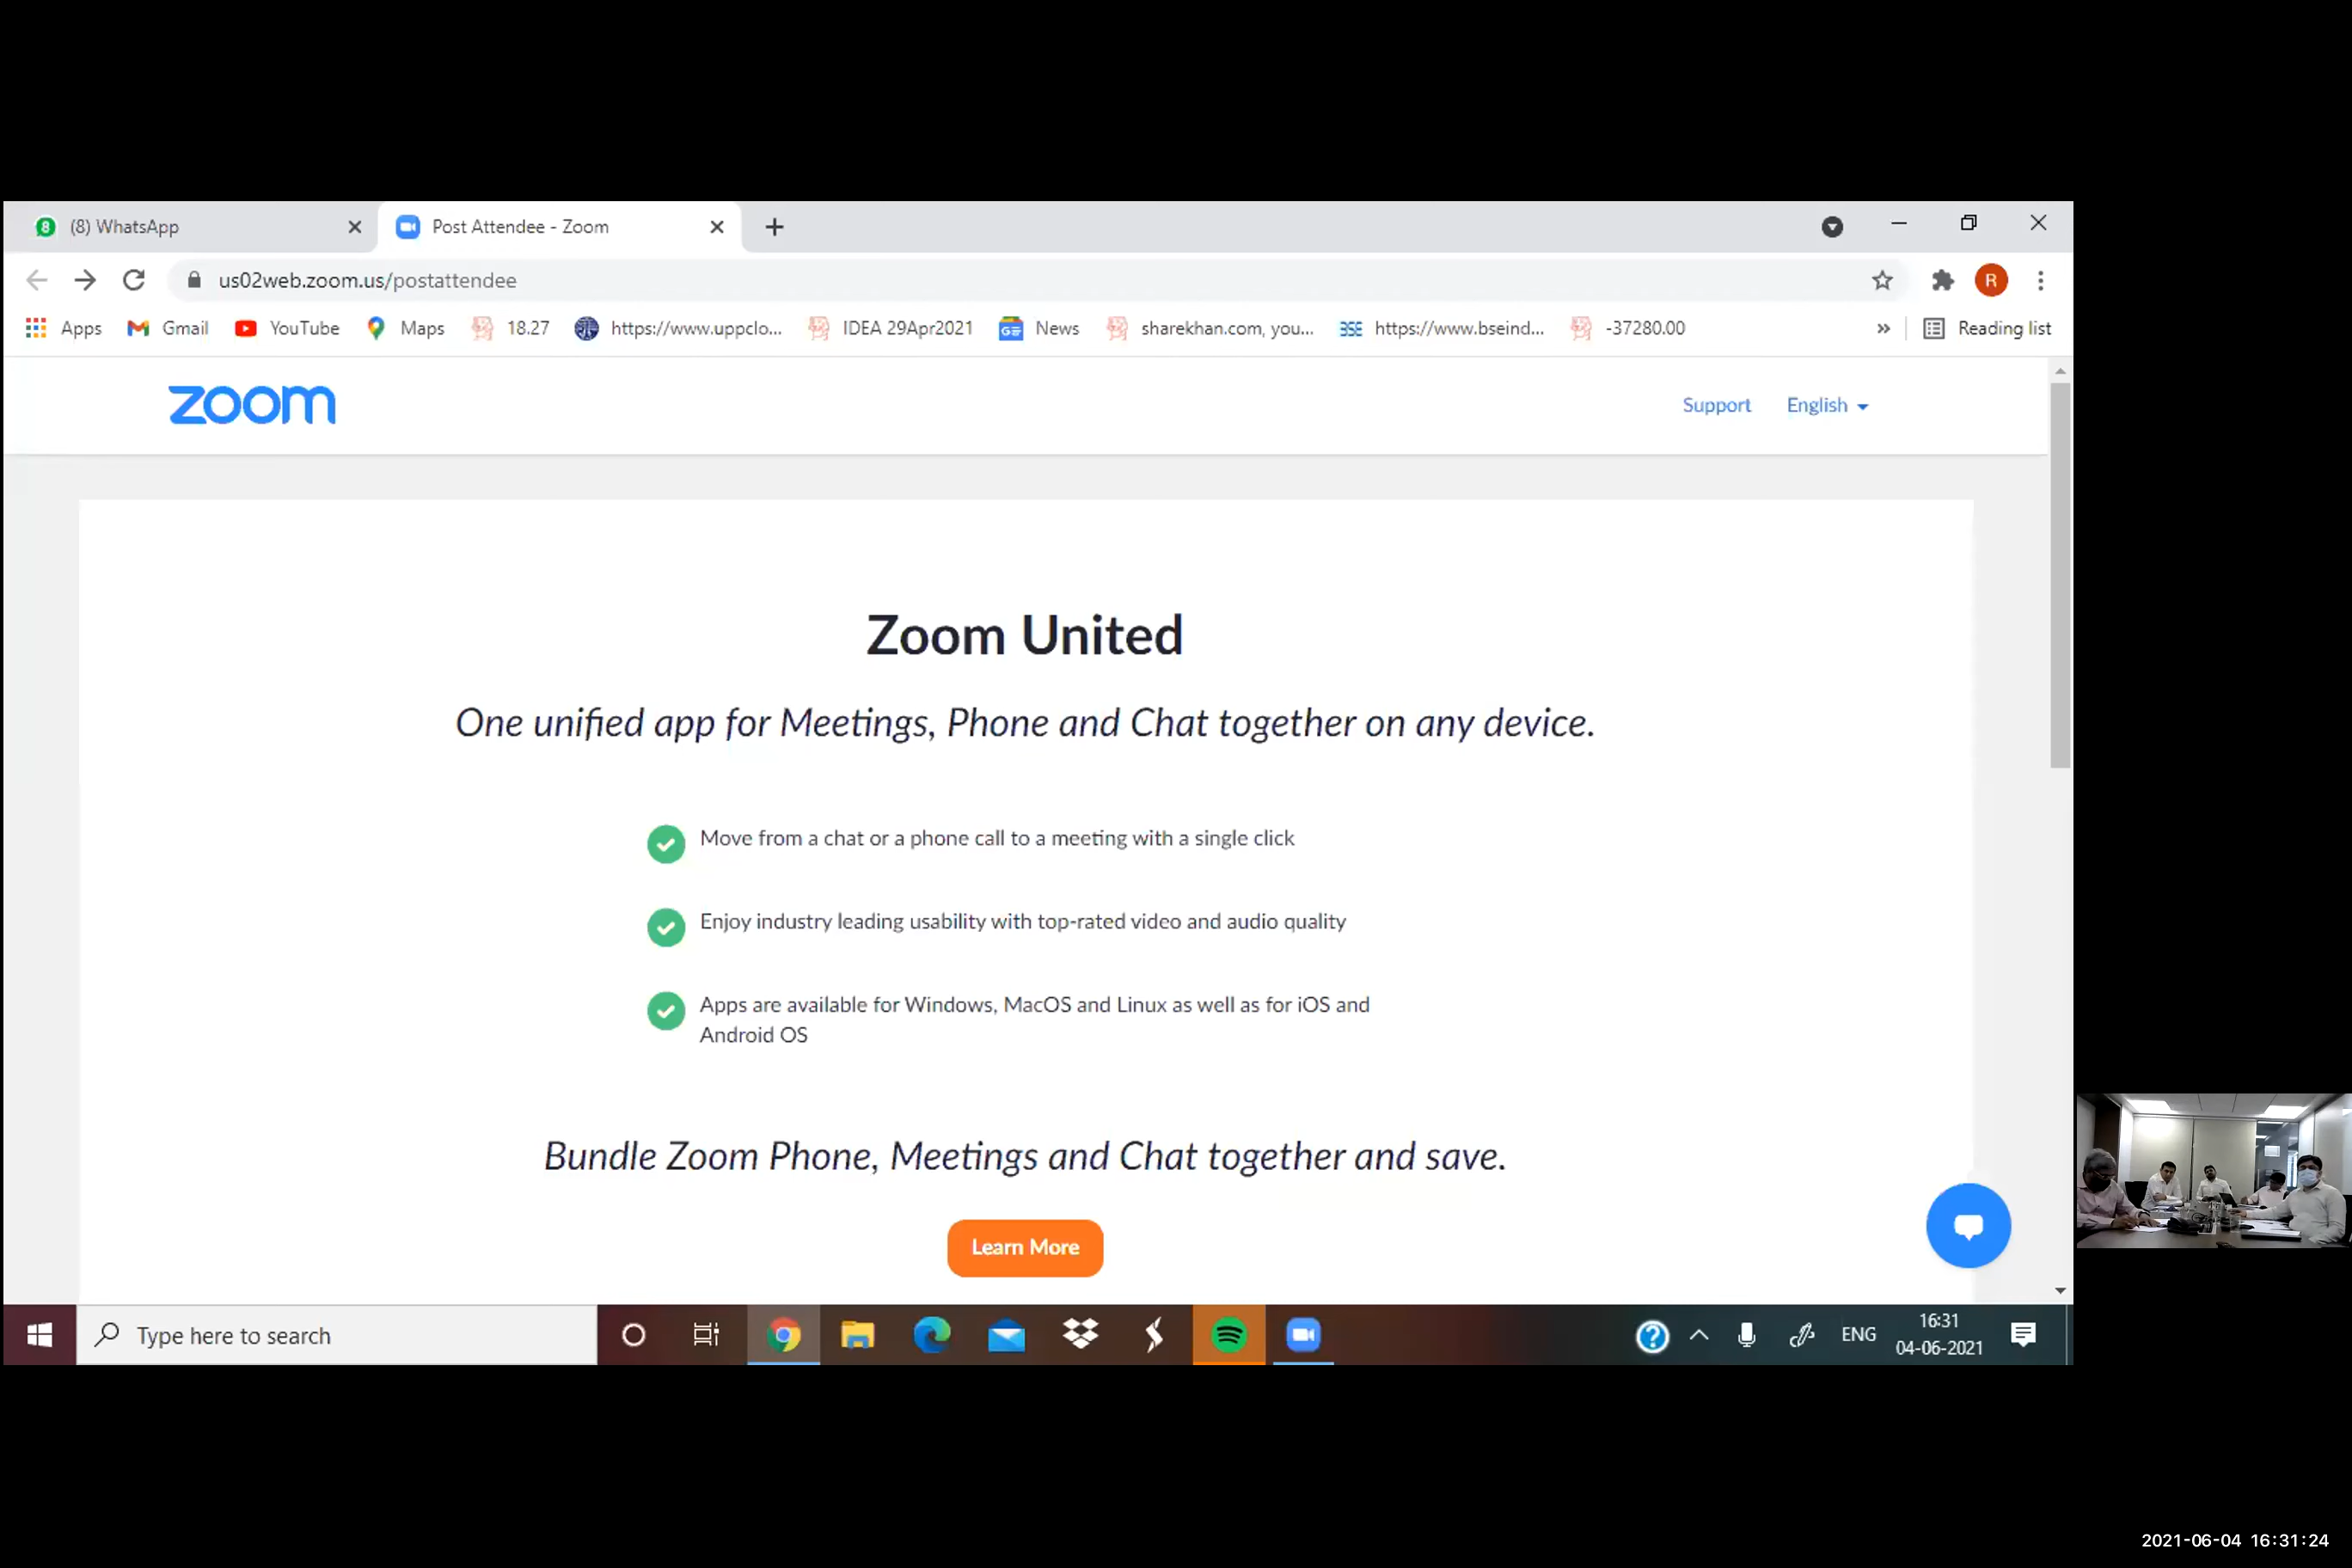 8 (8) WhatsApp
Post Attendee - Zoom
us02web.zoom.us/postattendee
R
Apps
Gmail
YouTube
Maps
18.27
https://www.uppclo...
IDEA 29Apr2021
News
sharekhan.com, you...
BSE https://www.bseind...
-37280.00
»
Reading list
zoom
Support
English
Zoom United
One unified app for Meetings, Phone and Chat together on any device.
Move from a chat or a phone call to a meeting with a single click
Enjoy industry leading usability with top-rated video and audio quality
Apps are available for Windows, MacOS and Linux as well as for iOS and
Android OS
Bundle Zoom Phone, Meetings and Chat together and save.
Learn More
Type here to search
ENG
16:31
04-06-2021
2021-06-04 16:31:24